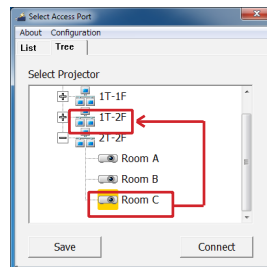 Select Access Port
About Configuration
List Tree
Select Projector
1T-1F
1T-2F
2T-2F
Room A
Room B
Room C
Save Connect